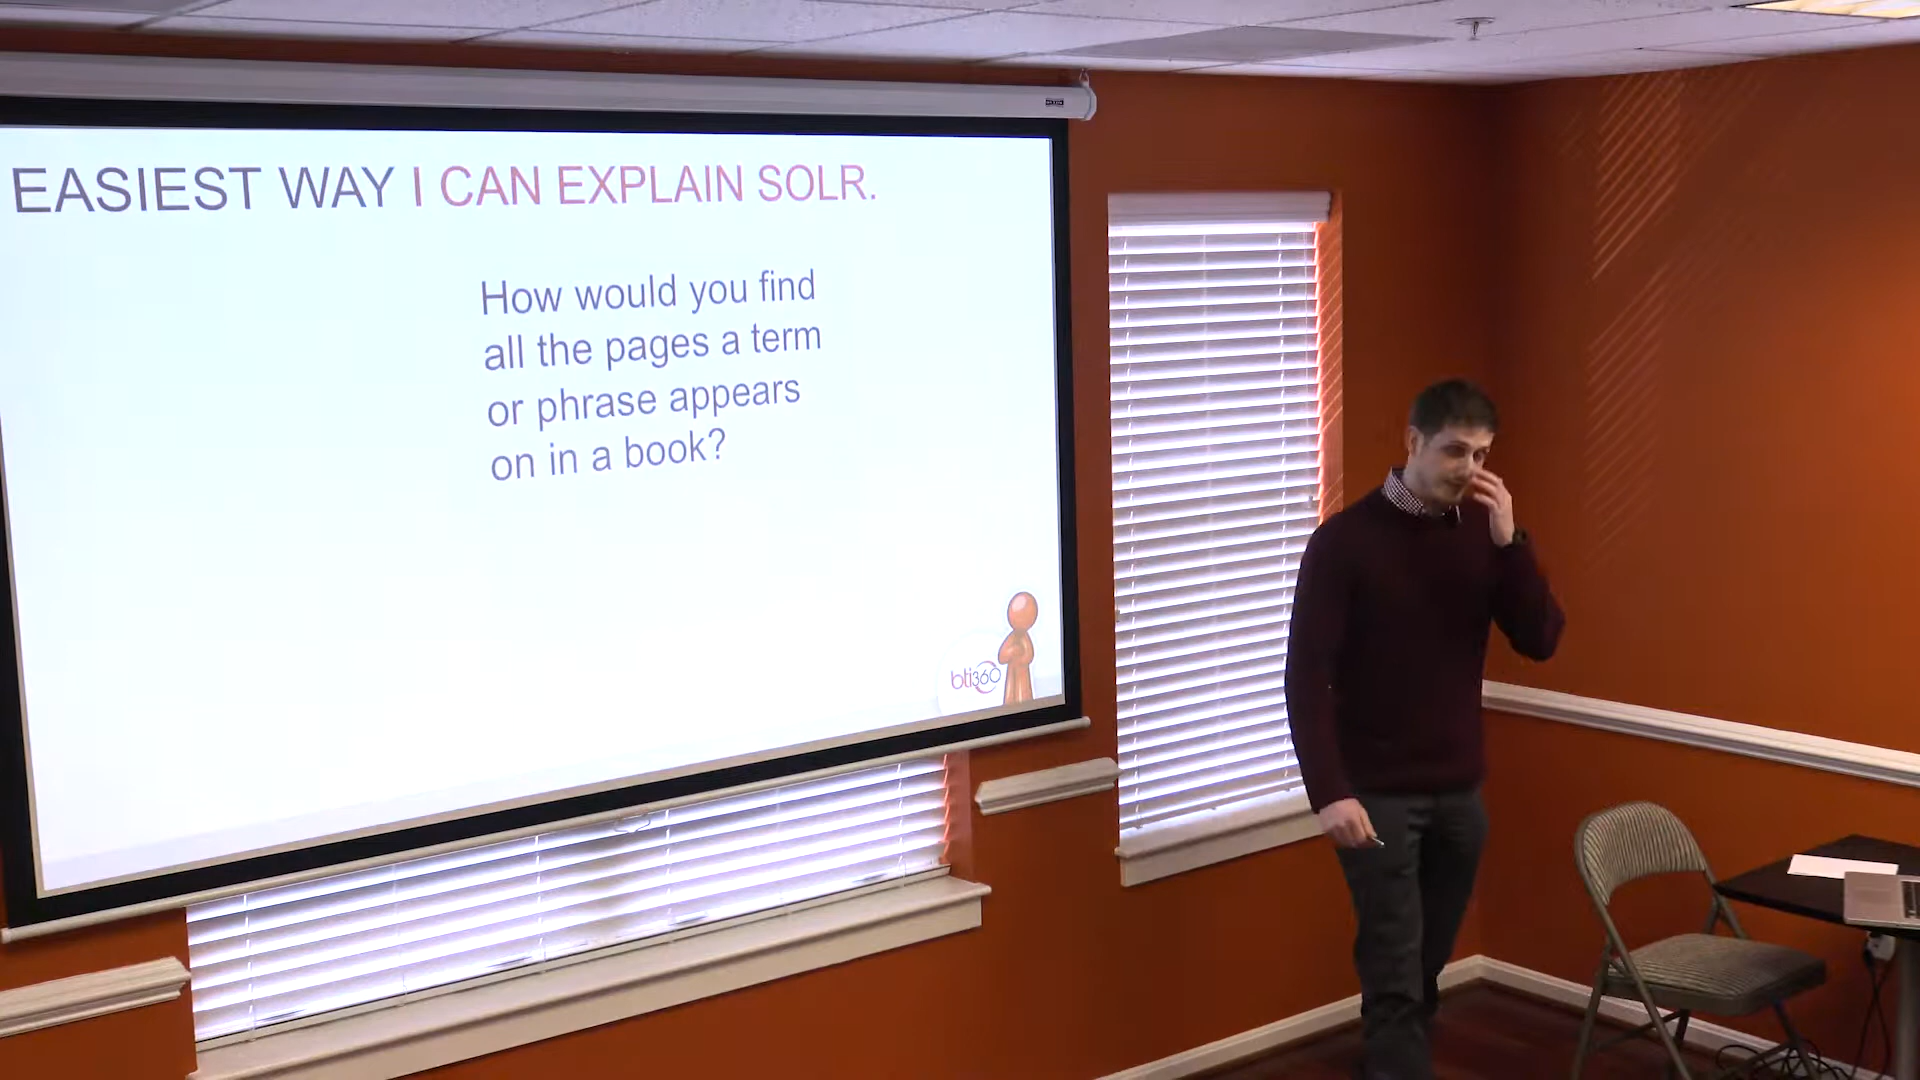 EASIEST WAY I CAN EXPLAIN SOLR.
How would you find
all the pages a term
or phrase appears
on in a book?
bti360